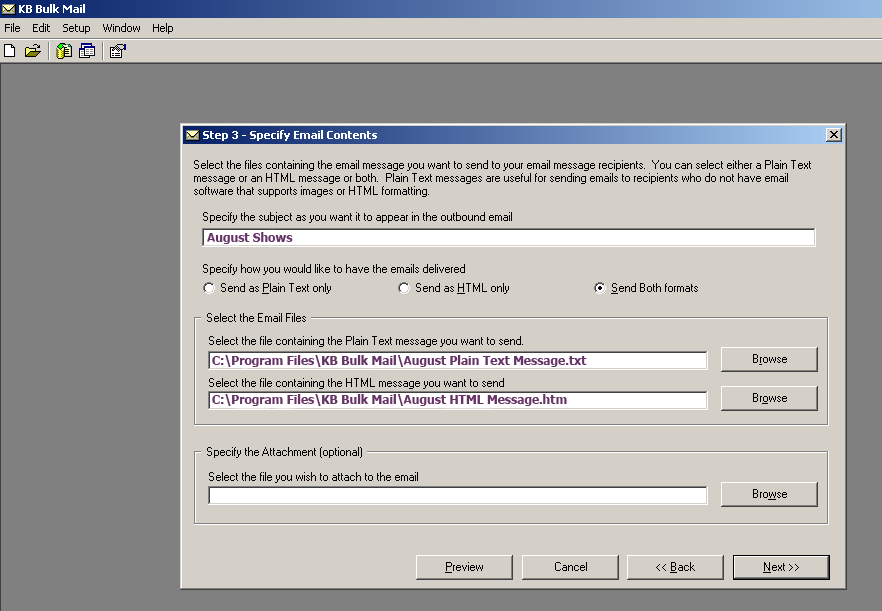 KB Bulk Mail
File Edit Setup Window Help
Step 3 - Specify Email Contents
Select the files containing the email message you want to send to your email message recipients. You can select either a Plain Text
message or an HTML message or both. Plain Text messages are useful for sending emails to recipients who do not have email
software that supports images or HTML formatting.
Specify the subject as you want it to appear in the outbound email
August Shows
Specify how you would like to have the emails delivered
Send as Plain Text only Send as HTML only Send Both formats
Select the Email Files
Select the file containing the Plain Text message you want to send.
C:\Program Files\KB Bulk Mail\August Plain Text Message.txt Browse
Select the file containing the HTML message you want to send
C:\Program Files\KB Bulk Mail\August HTML Message.htm Browse
Specify the Attachment (optional)
Select the file you wish to attach to the email
Browse
Preview Cancel << Back Next >>